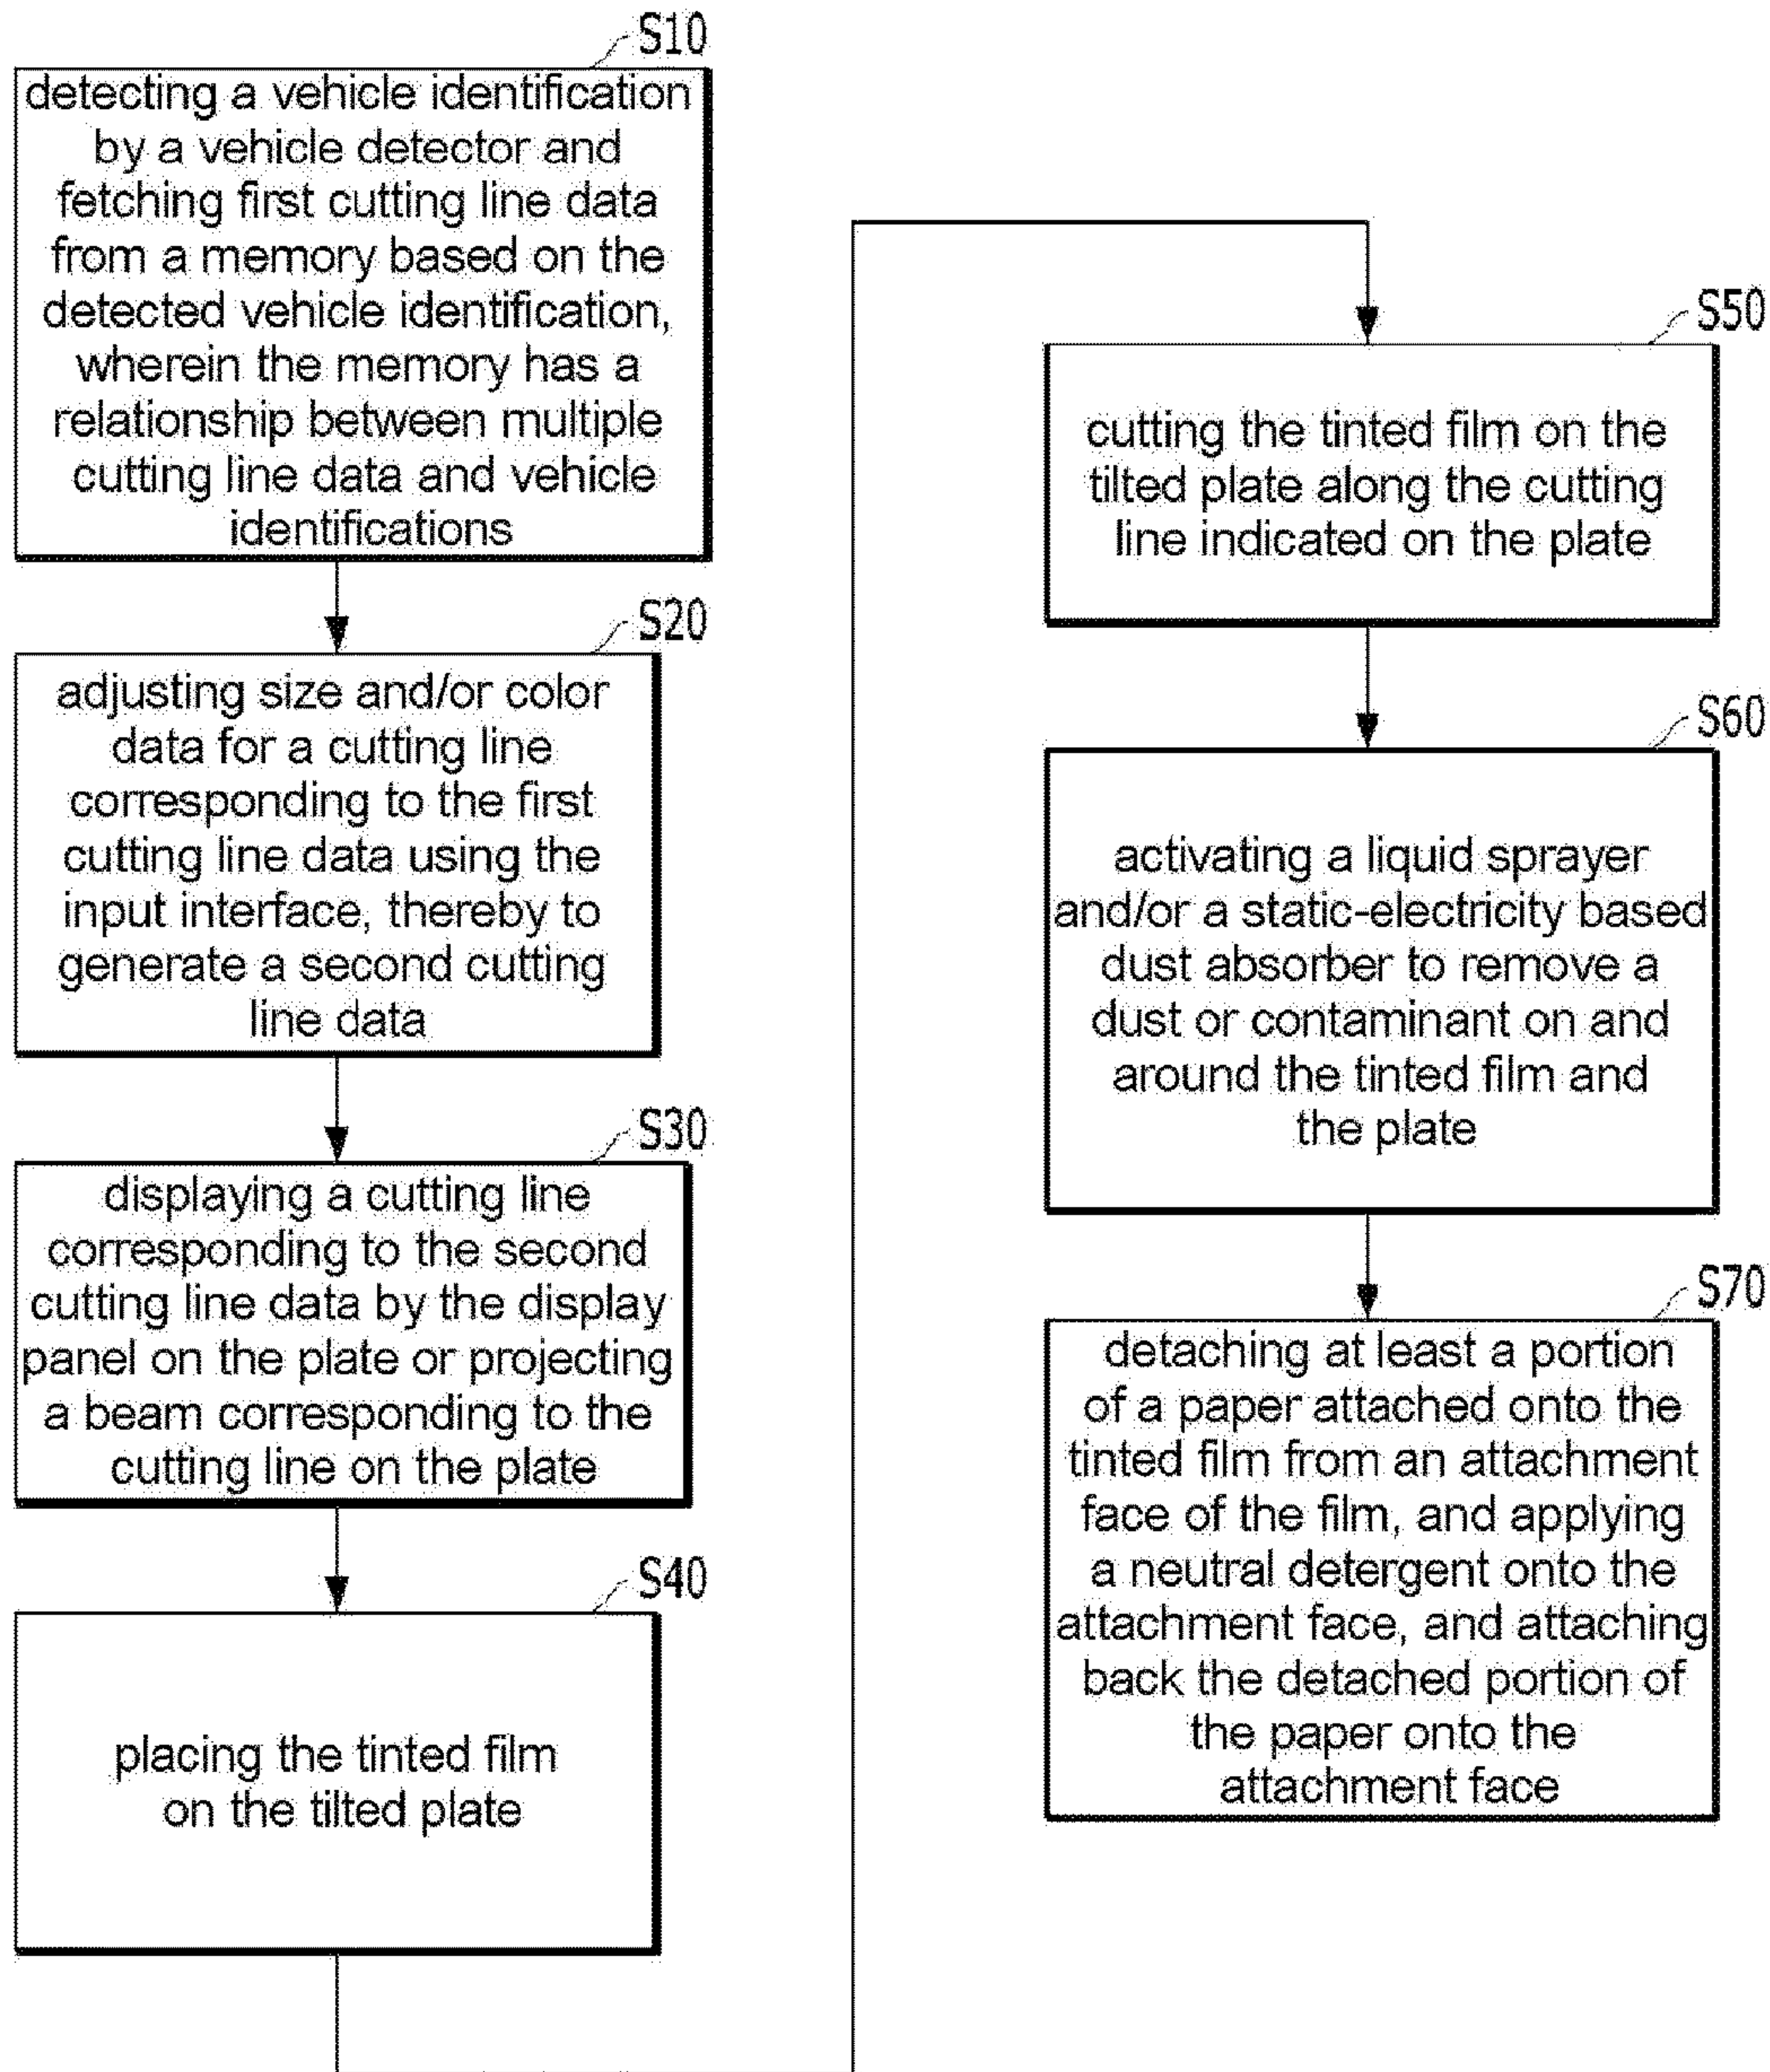 S10
detecting a vehicle identification
by a vehicle detector and
fetching first cutting line data
from a memory based on the
detected vehicle identification,
wherein the memory has a
relationship between multiple
cutting line data and vehicle
identifications
S20
adjusting size and/or color
data for a cutting line
corresponding to the first
cutting line data using the
input interface, thereby to
generate a second cutting
line data
S30
displaying a cutting line
corresponding to the second
cutting line data by the display
panel on the plate or projecting
a beam corresponding to the
cutting line on the plate
S40
placing the tinted film
on the tilted plate
S50
cutting the tinted film on the
tilted plate along the cutting
line indicated on the plate
S60
activating a liquid sprayer
and/or a static-electricity based
dust absorber to remove a
dust or contaminant on and
around the tinted film and
the plate
S70
detaching at least a portion
of a paper attached onto the
tinted film from an attachment
face of the film, and applying
a neutral detergent onto the
attachment face, and attaching
back the detached portion of
the paper onto the
attachment face